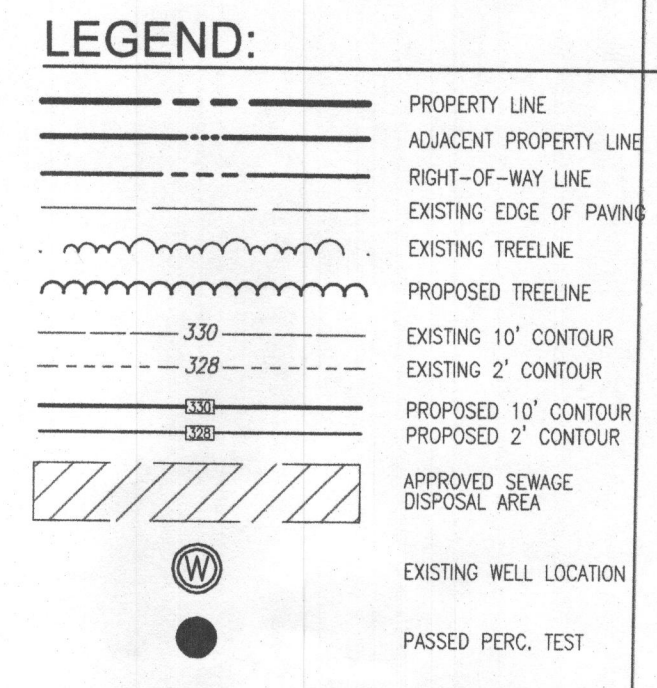 LEGEND:
PROPERTY LINE
ADJACENT PROPERTY LINE
RIGHT-OF-WAY LINE
EXISTING EDGE OF PAVING
EXISTING TREELINE
PROPOSED TREELINE
330 EXISTING 10' CONTOUR
328 EXISTING 2' CONTOUR
330 PROPOSED 10' CONTOUR
328 PROPOSED 2' CONTOUR
APPROVED SEWAGE
DISPOSAL AREA
W EXISTING WELL LOCATION
PASSED PERC. TEST